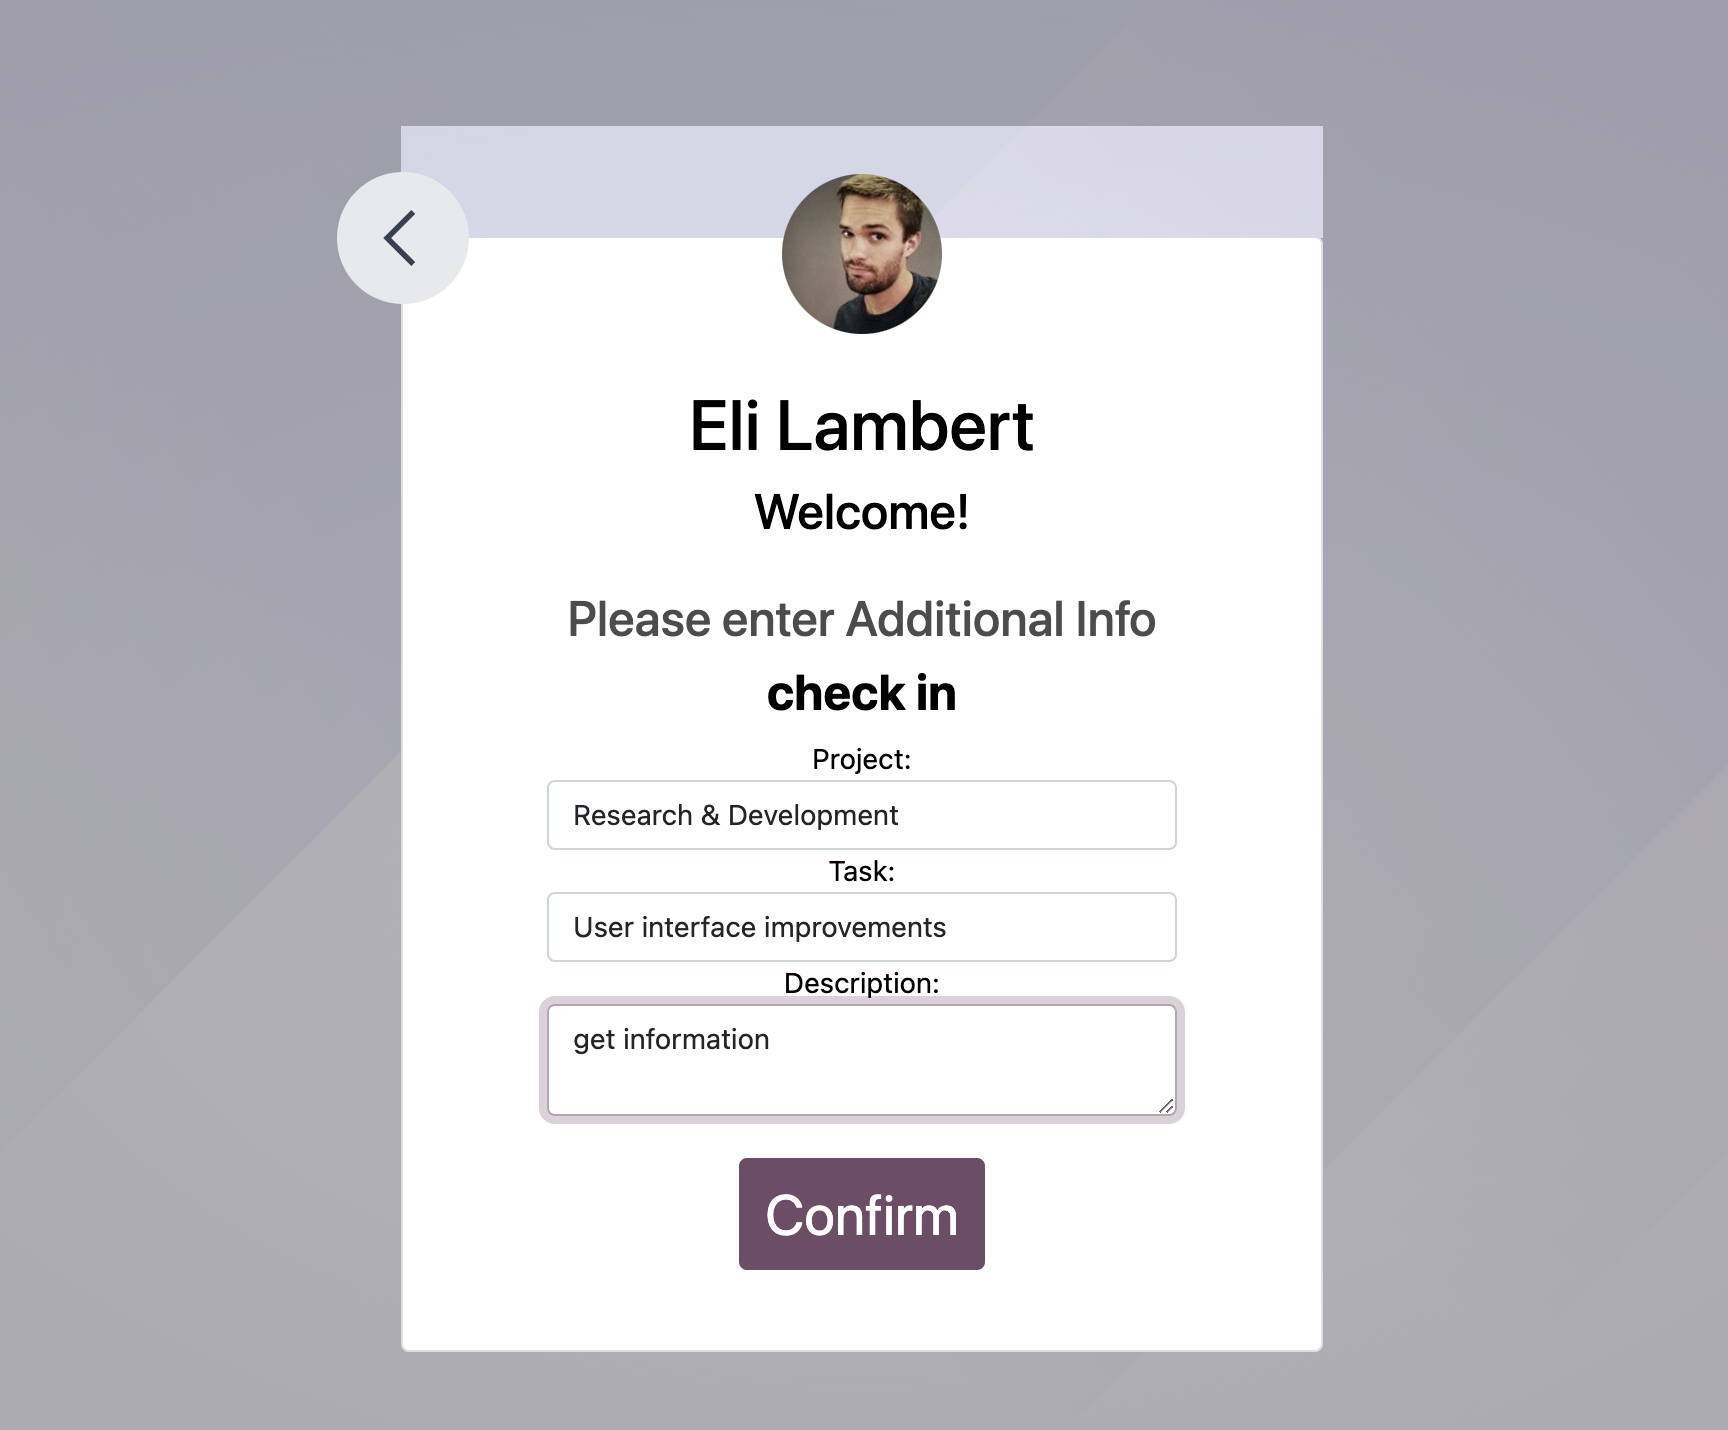 Eli Lambert
Welcome!
Please enter Additional Info
check in
Project:
Research & Development
Task:
User interface improvements
Description:
get information
Confirm